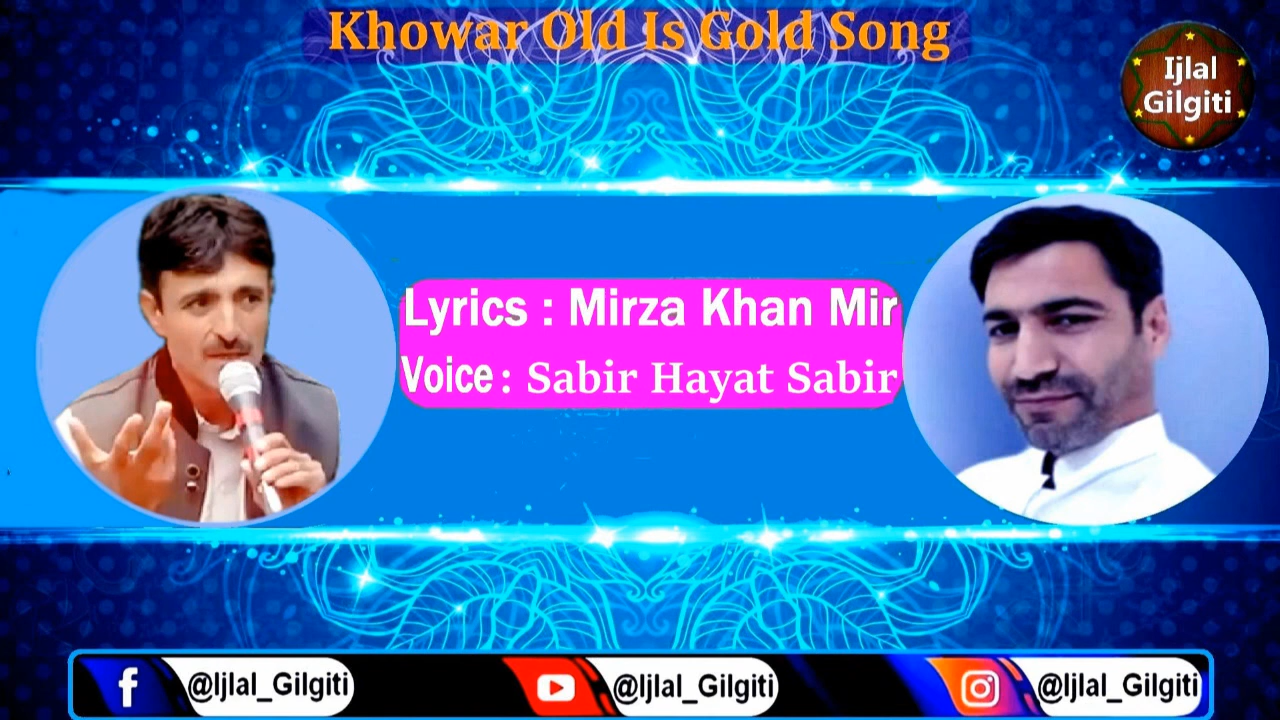 Khowar Old Is Gold Song
Ijlal
Gilgiti
Lyrics : Mirza Khan Mir
Voice : Sabir Hayat Sabir
@Ijlal_Gilgiti
@Ijlal_Gilgiti
@Ijlal_Gilgiti